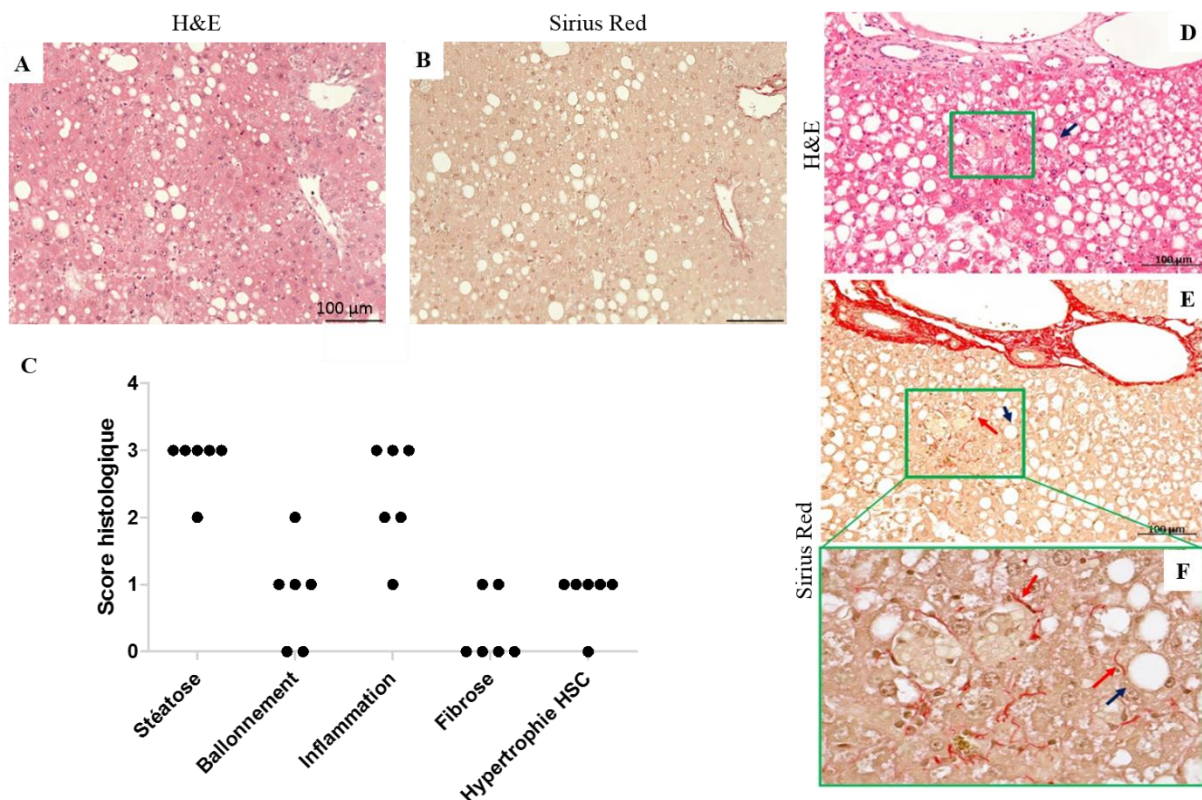 H&E
Sirius Red
A
B
100 µm
D
H&E
100 µm
C
Score histologique
4
3
2
1
0
Stéatose
Ballonnement
Inflammation
Fibrose
Hypertrophie HSC
E
100 µm
Sirius Red
F